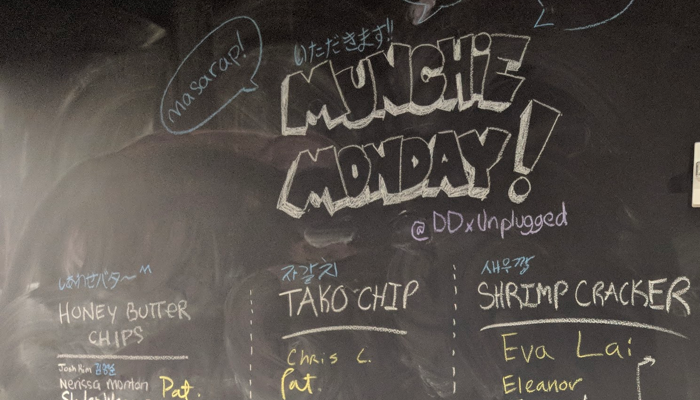 masarap!
いただきます!!
MUNCHIE
MONDAY!
@DDxUnplugged
しあわせバター〜
HONEY BUTTER
CHIPS
Josh Kim
Nerissa Monton Pat.
자갈치
TAKO CHIP
Chris C.
Pat.
새우깡
SHRIMP CRACKER
Eva Lai
Eleanor